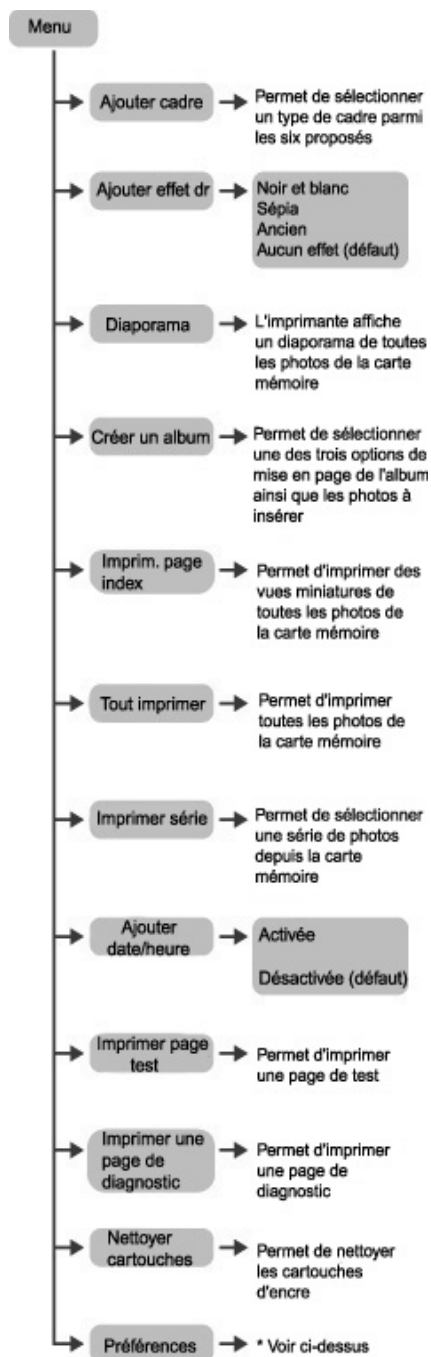 Menu
Ajouter cadre
Permet de sélectionner
un type de cadre parmi
les six proposés
Ajouter effet dr
Noir et blanc
Sépia
Ancien
Aucun effet (défaut)
Diaporama
L'imprimante affiche
un diaporama de toutes
les photos de la carte
mémoire
Créer un album
Permet de sélectionner
une des trois options de
mise en page de l'album
ainsi que les photos à
insérer
Imprim. page
index
Permet d'imprimer des
vues miniatures de
toutes les photos de
la carte mémoire
Tout imprimer
Permet d'imprimer
toutes les photos de
la carte mémoire
Imprimer série
Permet de sélectionner
une série de photos
depuis la carte
mémoire
Ajouter
date/heure
Activée
Désactivée (défaut)
Imprimer page
test
Permet d'imprimer
une page de test
Imprimer une
page de
diagnostic
Permet d'imprimer
une page de
diagnostic
Nettoyer
cartouches
Permet de nettoyer
les cartouches
d'encre
Préférences
* Voir ci-dessus